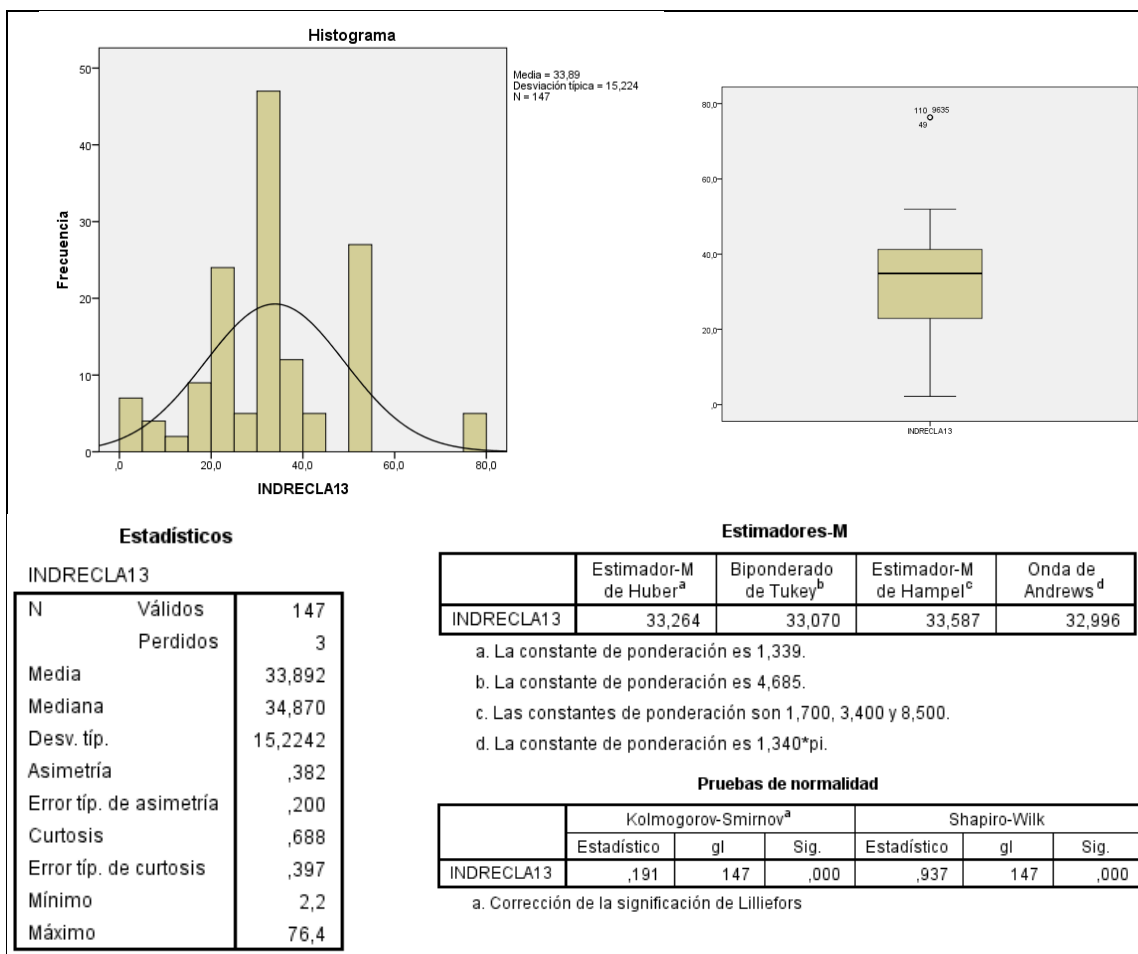 Histograma
Media = 33,89
Desviación típica = 15,224
N = 147
50
40
30
20
10
0
Frecuencia
,0 20,0 40,0 60,0 80,0
INDRECLA13
80,0
60,0
40,0
20,0
,0
110 9635
49
INDRECLA13
Estadísticos
INDRECLA13
N Válidos 147
Perdidos 3
Media 33,892
Mediana 34,870
Desv. típ. 15,2242
Asimetría ,382
Error típ. de asimetría ,200
Curtosis ,688
Error típ. de curtosis ,397
Mínimo 2,2
Máximo 76,4
Estimadores-M
Estimador-M de Huberª Biponderado de Tukeyᵇ Estimador-M de Hampelᶜ Onda de Andrewsᵈ
INDRECLA13 33,264 33,070 33,587 32,996
a. La constante de ponderación es 1,339.
b. La constante de ponderación es 4,685.
c. Las constantes de ponderación son 1,700, 3,400 y 8,500.
d. La constante de ponderación es 1,340*pi.
Pruebas de normalidad
Kolmogorov-Smirnovª Shapiro-Wilk
Estadístico gl Sig. Estadístico gl Sig.
INDRECLA13 ,191 147 ,000 ,937 147 ,000
a. Corrección de la significación de Lilliefors